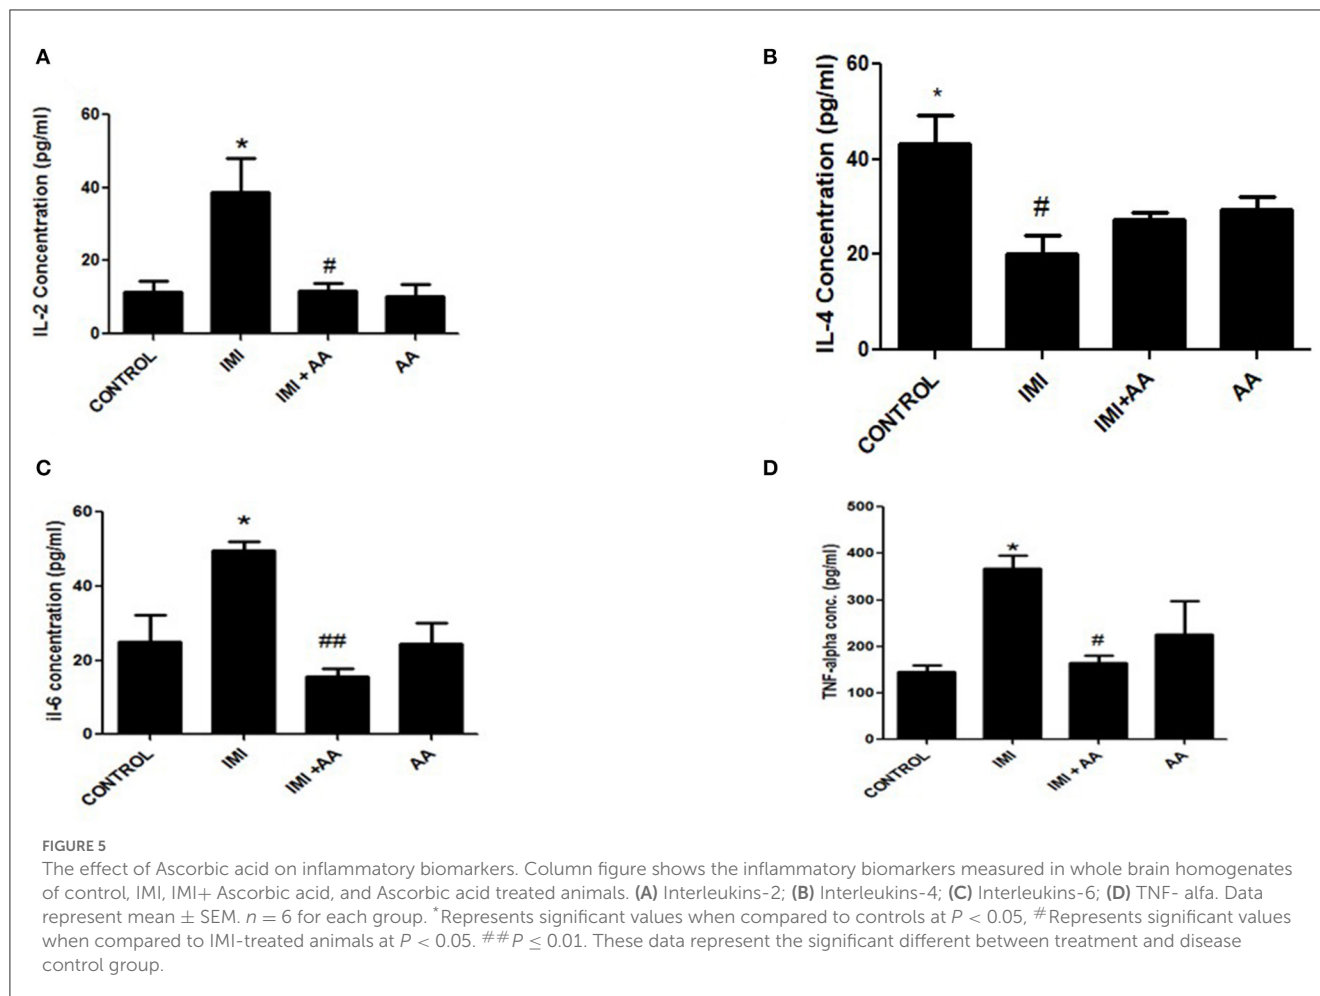 A
IL-2 Concentration (pg/ml)
60
40
20
0
*
#
CONTROL
IMI
IMI + AA
AA
B
IL-4 Concentration (pg/ml)
60
40
20
0
*
#
CONTROL
IMI
IMI+AA
AA
C
il-6 concentration (pg/ml)
60
40
20
0
*
##
CONTROL
IMI
IMI +AA
AA
D
TNF-alpha conc. (pg/ml)
500
400
300
200
100
0
*
#
CONTROL
IMI
IMI + AA
AA
FIGURE 5
The effect of Ascorbic acid on inflammatory biomarkers. Column figure shows the inflammatory biomarkers measured in whole brain homogenates
of control, IMI, IMI+ Ascorbic acid, and Ascorbic acid treated animals. (A) Interleukins-2; (B) Interleukins-4; (C) Interleukins-6; (D) TNF- alfa. Data
represent mean ± SEM. n = 6 for each group. *Represents significant values when compared to controls at P < 0.05, #Represents significant values
when compared to IMI-treated animals at P < 0.05. ##P ≤ 0.01. These data represent the significant different between treatment and disease
control group.